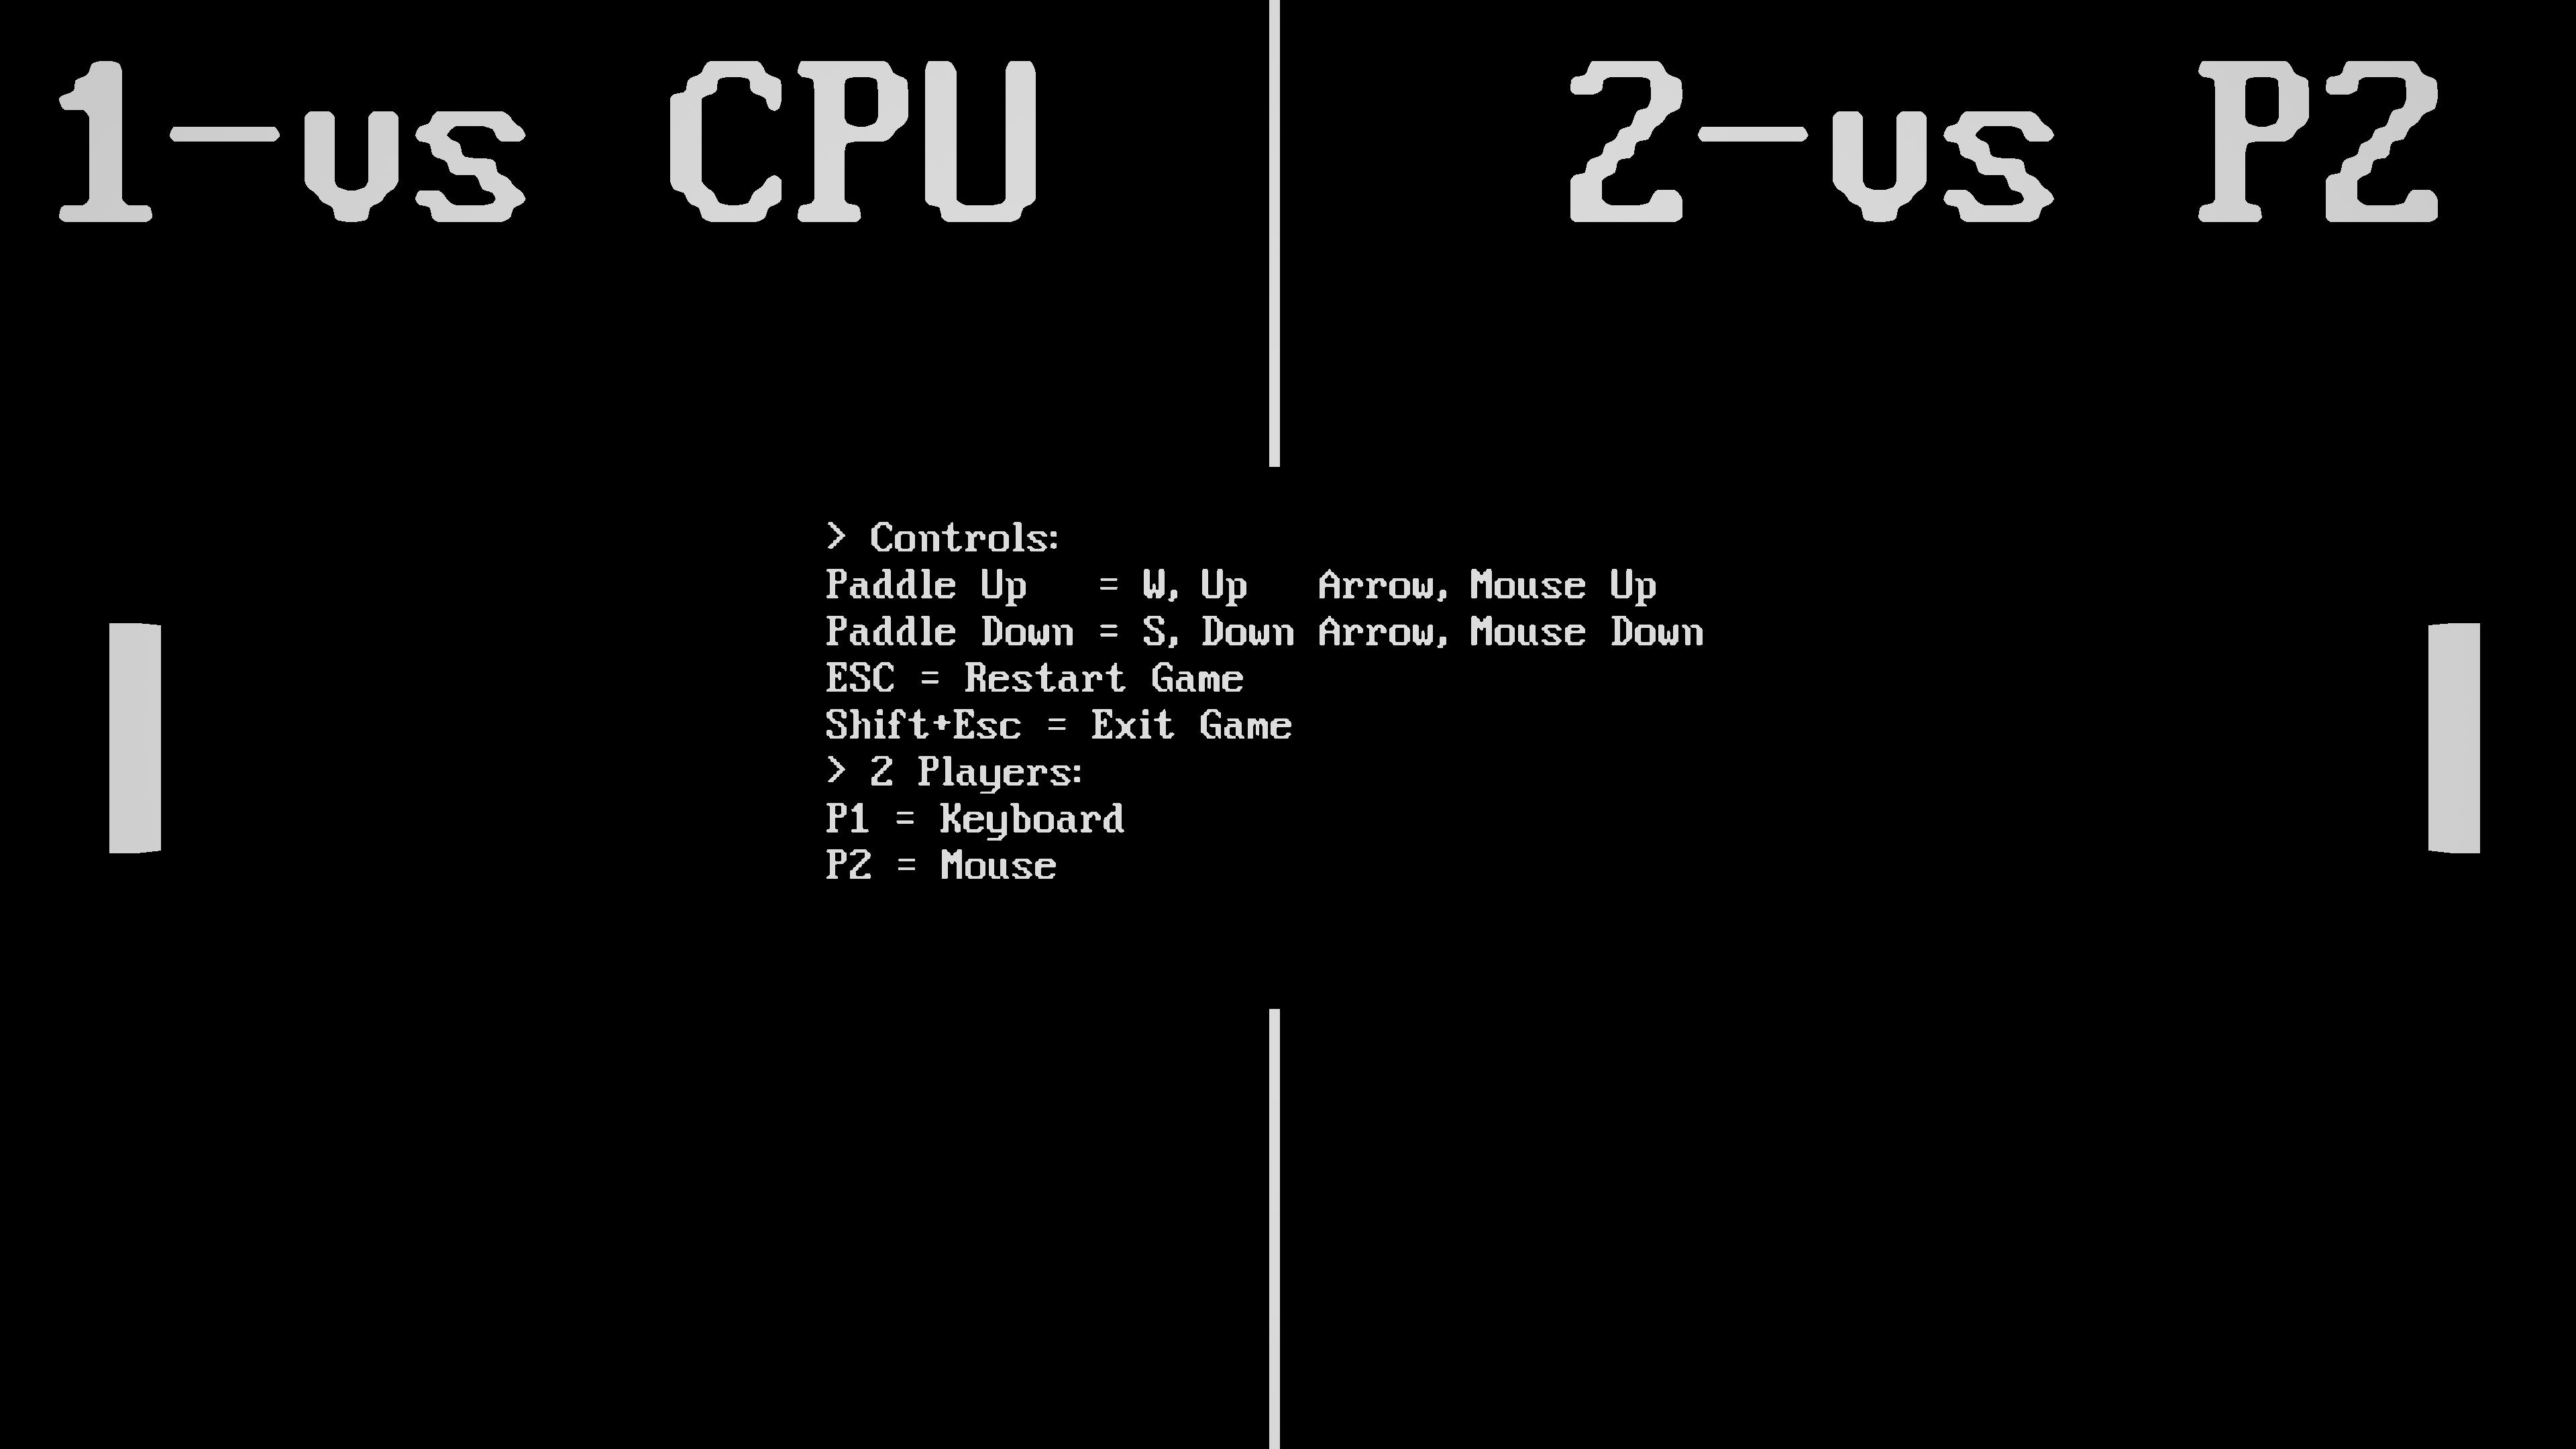 1-vs CPU
2-vs P2
> Controls:
Paddle Up   = W, Up   Arrow, Mouse Up
Paddle Down = S, Down Arrow, Mouse Down
ESC = Restart Game
Shift+Esc = Exit Game
> 2 Players:
P1 = Keyboard
P2 = Mouse